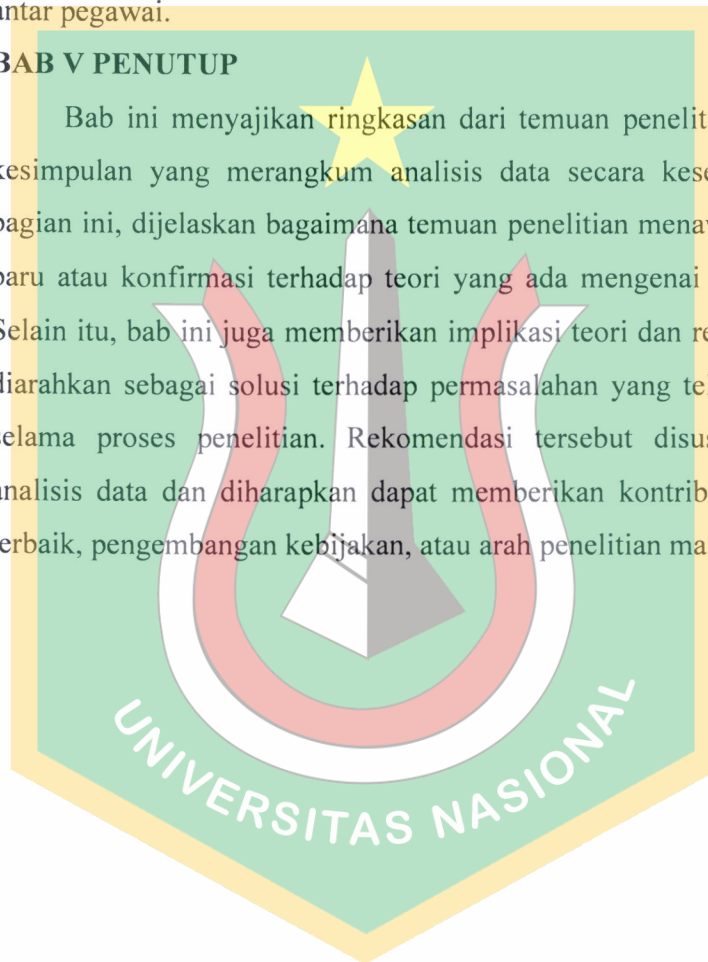 antar pegawai.
BAB V PENUTUP
Bab ini menyajikan ringkasan dari temuan penelit
kesimpulan yang merangkum analisis data secara kese
bagian ini, dijelaskan bagaimana temuan penelitian menaw
baru atau konfirmasi terhadap teori yang ada mengenai
Selain itu, bab ini juga memberikan implikasi teori dan re
diarahkan sebagai solusi terhadap permasalahan yang tel
selama proses penelitian. Rekomendasi tersebut disus
analisis data dan diharapkan dapat memberikan kontrib
terbaik, pengembangan kebijakan, atau arah penelitian ma
UNIVERSITAS NASIONAL